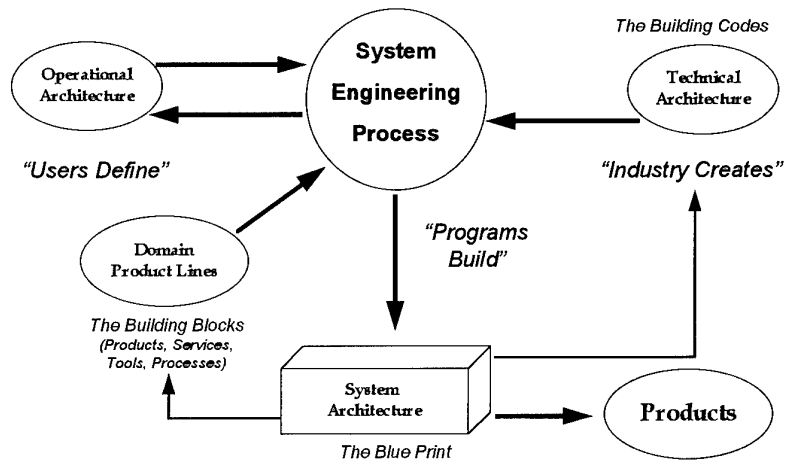 The Building Codes
System
Engineering
Process
Operational
Architecture
Technical
Architecture
"Users Define"
"Industry Creates"
"Programs
Build"
Domain
Product Lines
The Building Blocks
(Products, Services,
Tools, Processes)
System
Architecture
Products
The Blue Print